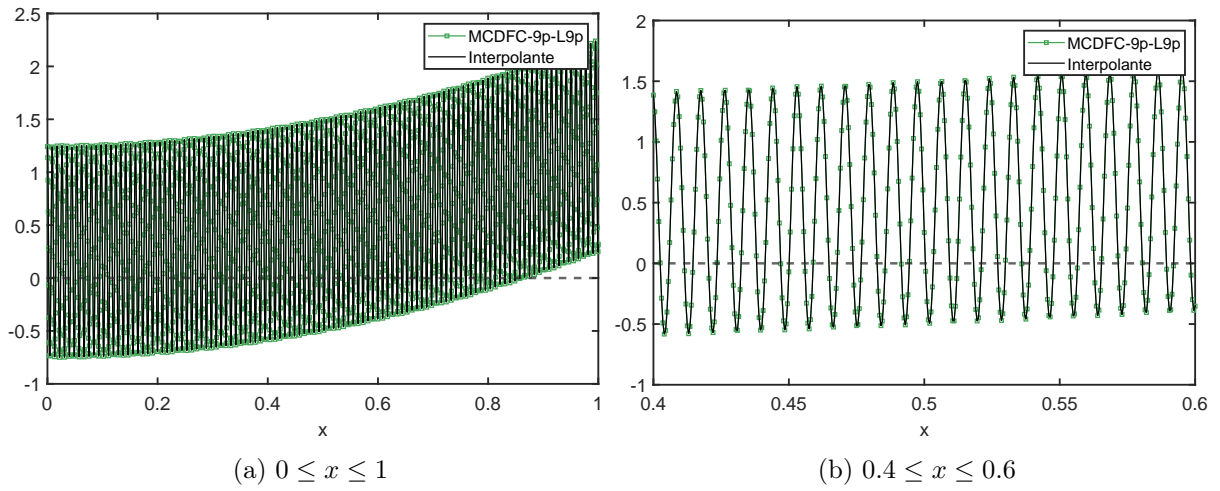 2.5
2
1.5
1
0.5
0
-0.5
-1
MCDFC-9p-L9p
Interpolante
0 0.2 0.4 0.6 0.8 1
x
(a) 0 ≤ x ≤ 1
2
1.5
1
0.5
0
-0.5
-1
MCDFC-9p-L9p
Interpolante
0.4 0.45 0.5 0.55 0.6
x
(b) 0.4 ≤ x ≤ 0.6